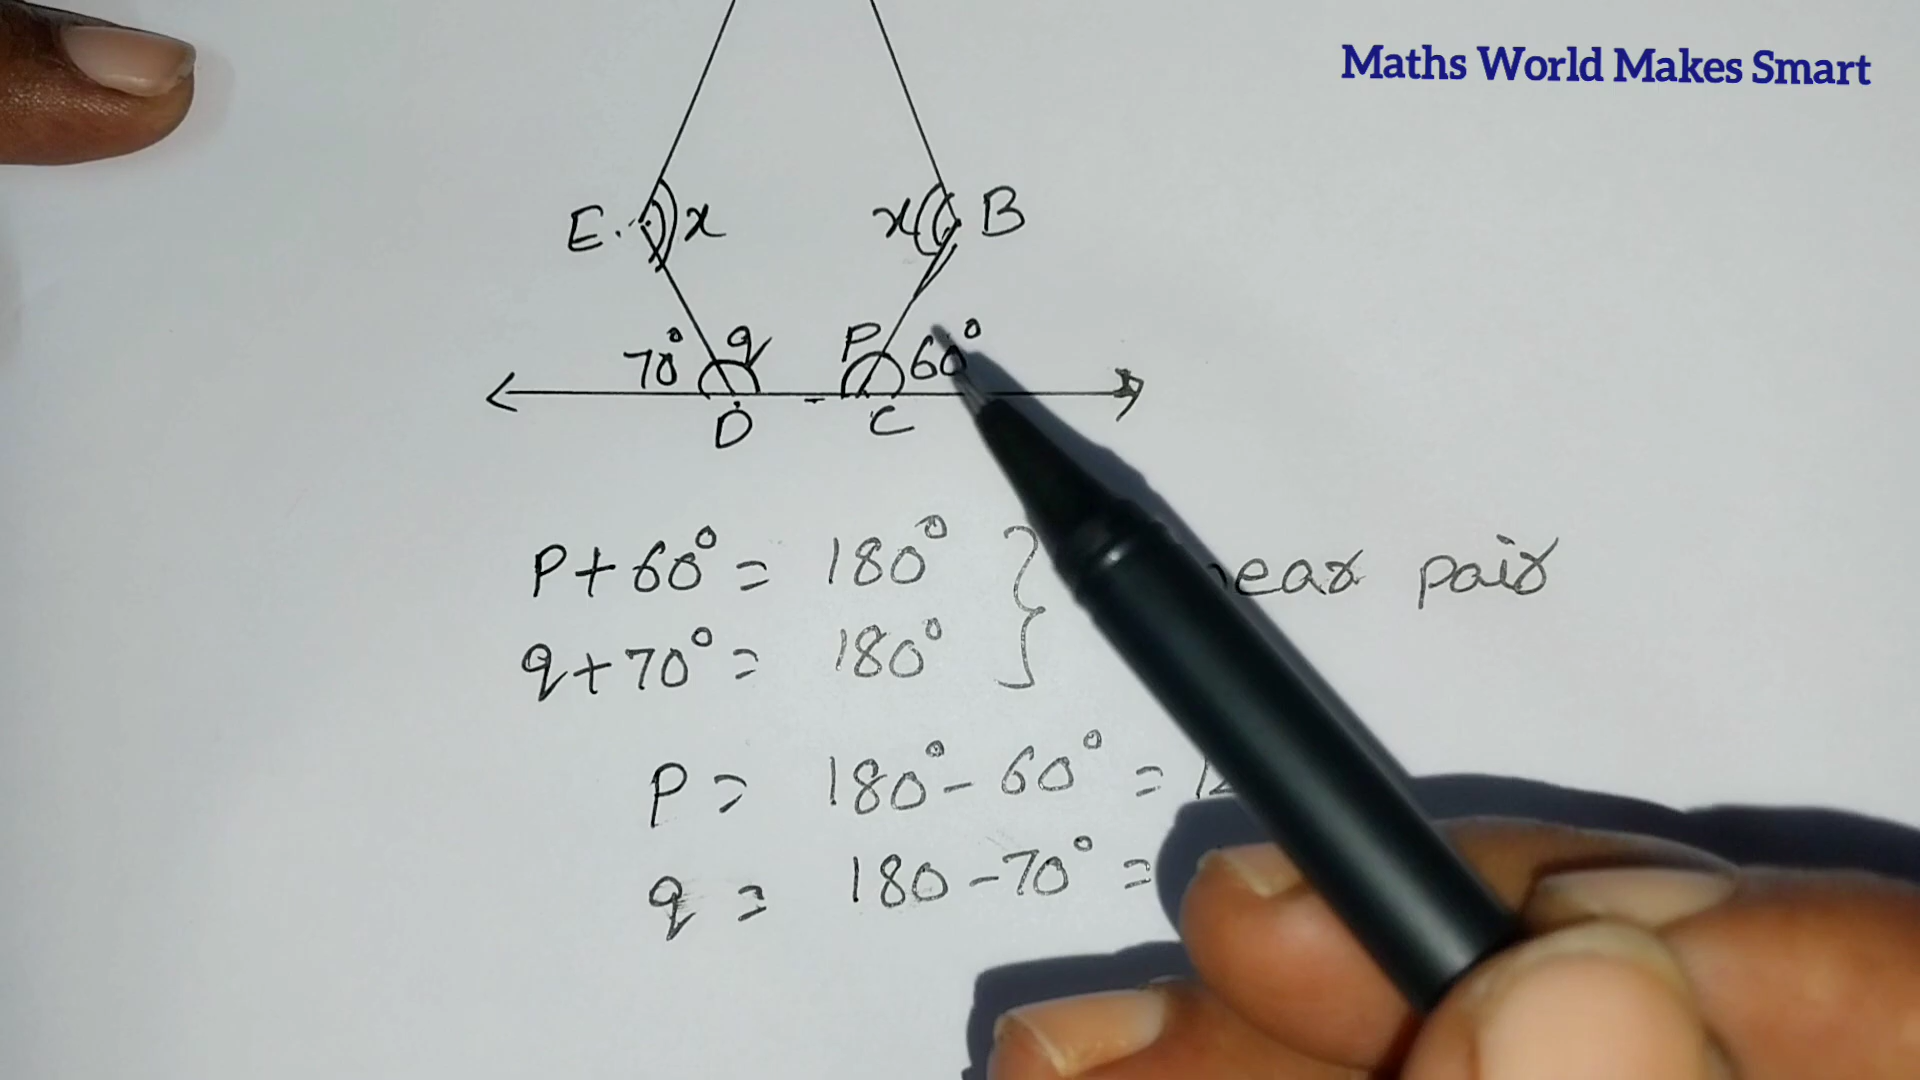 Maths World Makes Smart
E. x x B
70° q P 60°
D C
P + 60° = 180°
q + 70° = 180° } pair
P = 180° - 60° =
q = 180 - 70° =